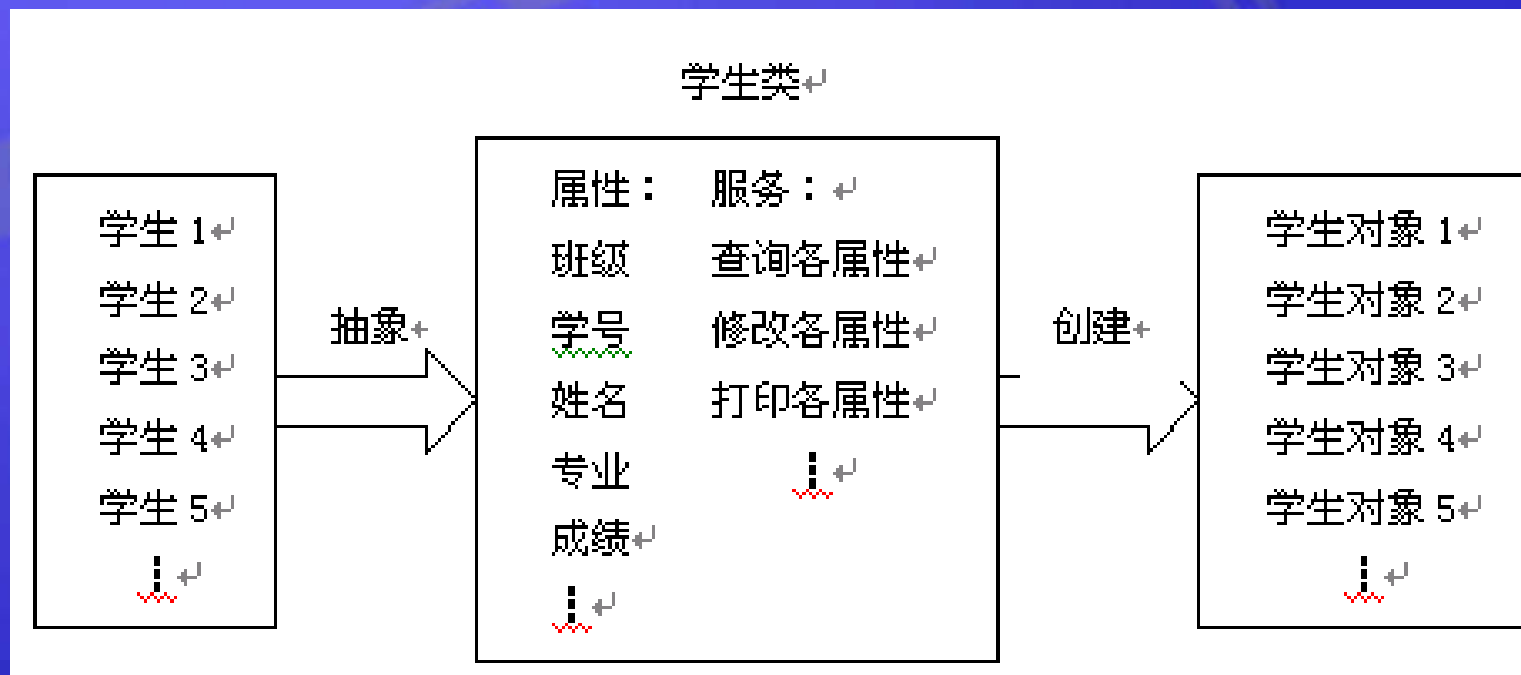 学生类
学生 1
学生 2
学生 3
学生 4
学生 5
⋮
抽象
属性： 服务：
班级 查询各属性
学号 修改各属性
姓名 打印各属性
专业 ⋮
成绩
⋮
创建
学生对象 1
学生对象 2
学生对象 3
学生对象 4
学生对象 5
⋮